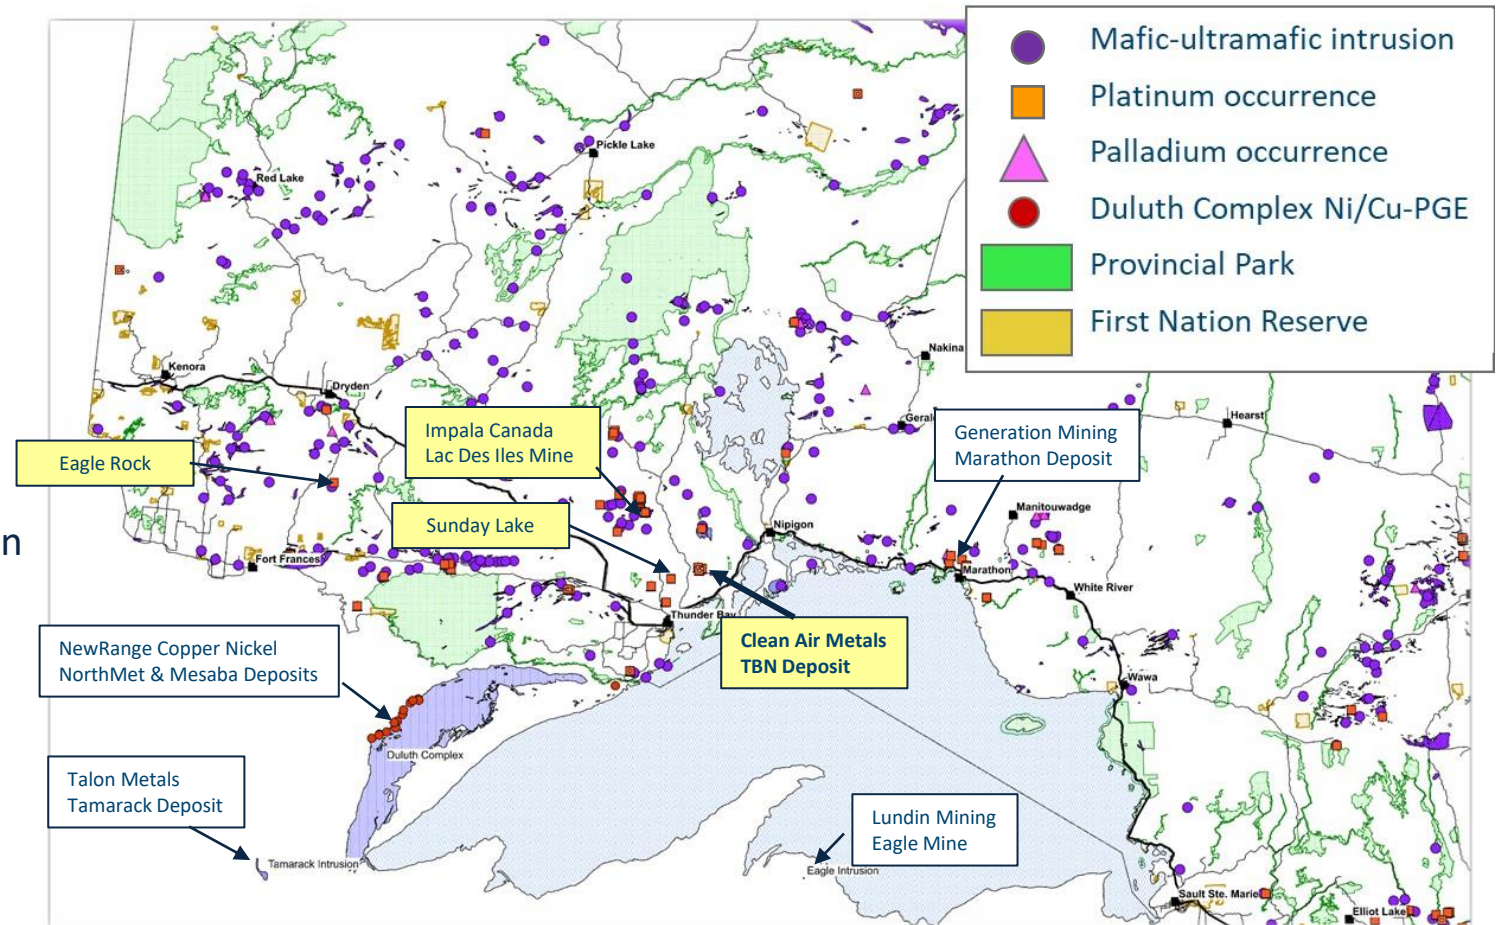 Mafic-ultramafic intrusion
Platinum occurrence
Palladium occurrence
Duluth Complex Ni/Cu-PGE
Provincial Park
First Nation Reserve
Pickle Lake
Red Lake
Nakina
Kenora
Dryden
Geral
Hearst
Impala Canada
Lac Des Iles Mine
Generation Mining
Marathon Deposit
Eagle Rock
Sunday Lake
Manitouwadge
n
Nipigon
Fort Frances
Marathon
White River
Thunder Bay
Clean Air Metals
TBN Deposit
NewRange Copper Nickel
NorthMet & Mesaba Deposits
Wawa
Duluth Complex
Talon Metals
Tamarack Deposit
Lundin Mining
Eagle Mine
Tamarack Intrusion
Eagle Intrusion
Sault Ste. Marie
Elliot Lake